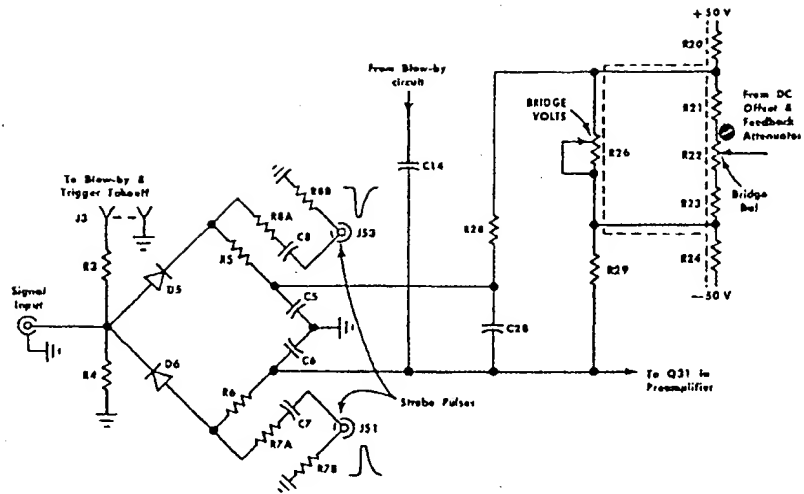 +50 V
R20
From Blow-by
circuit
BRIDGE
VOLTS
R21
From DC
Offset &
Feedback
Attenuator
R26
R22
C14
To Blow-by &
Trigger Takeoff
R8B
R23
Bridge
Bal
J3
R8A
C8
J53
R28
R24
R3
R5
R29
-50 V
D5
Signal
Input
C5
C28
D6
C6
R4
R6
To Q31 In
Preamplifier
Strobe Pulses
C7
R7A
J51
R7B